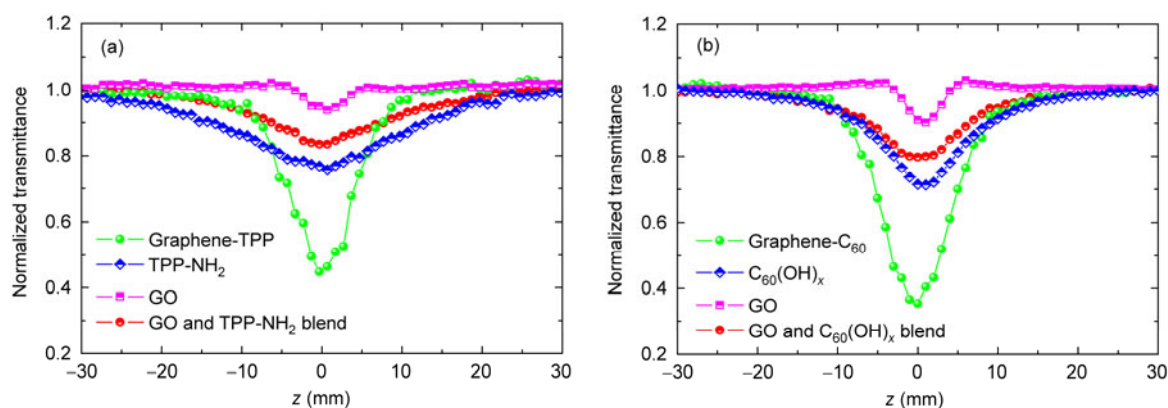 (a)
Normalized transmittance
1.2
1.0
0.8
0.6
0.4
0.2
Graphene-TPP
TPP-NH₂
GO
GO and TPP-NH₂ blend
−30 −20 −10 0 10 20 30
z (mm)
(b)
Normalized transmittance
1.2
1.0
0.8
0.6
0.4
0.2
Graphene-C₆₀
C₆₀(OH)ₓ
GO
GO and C₆₀(OH)ₓ blend
−30 −20 −10 0 10 20 30
z (mm)